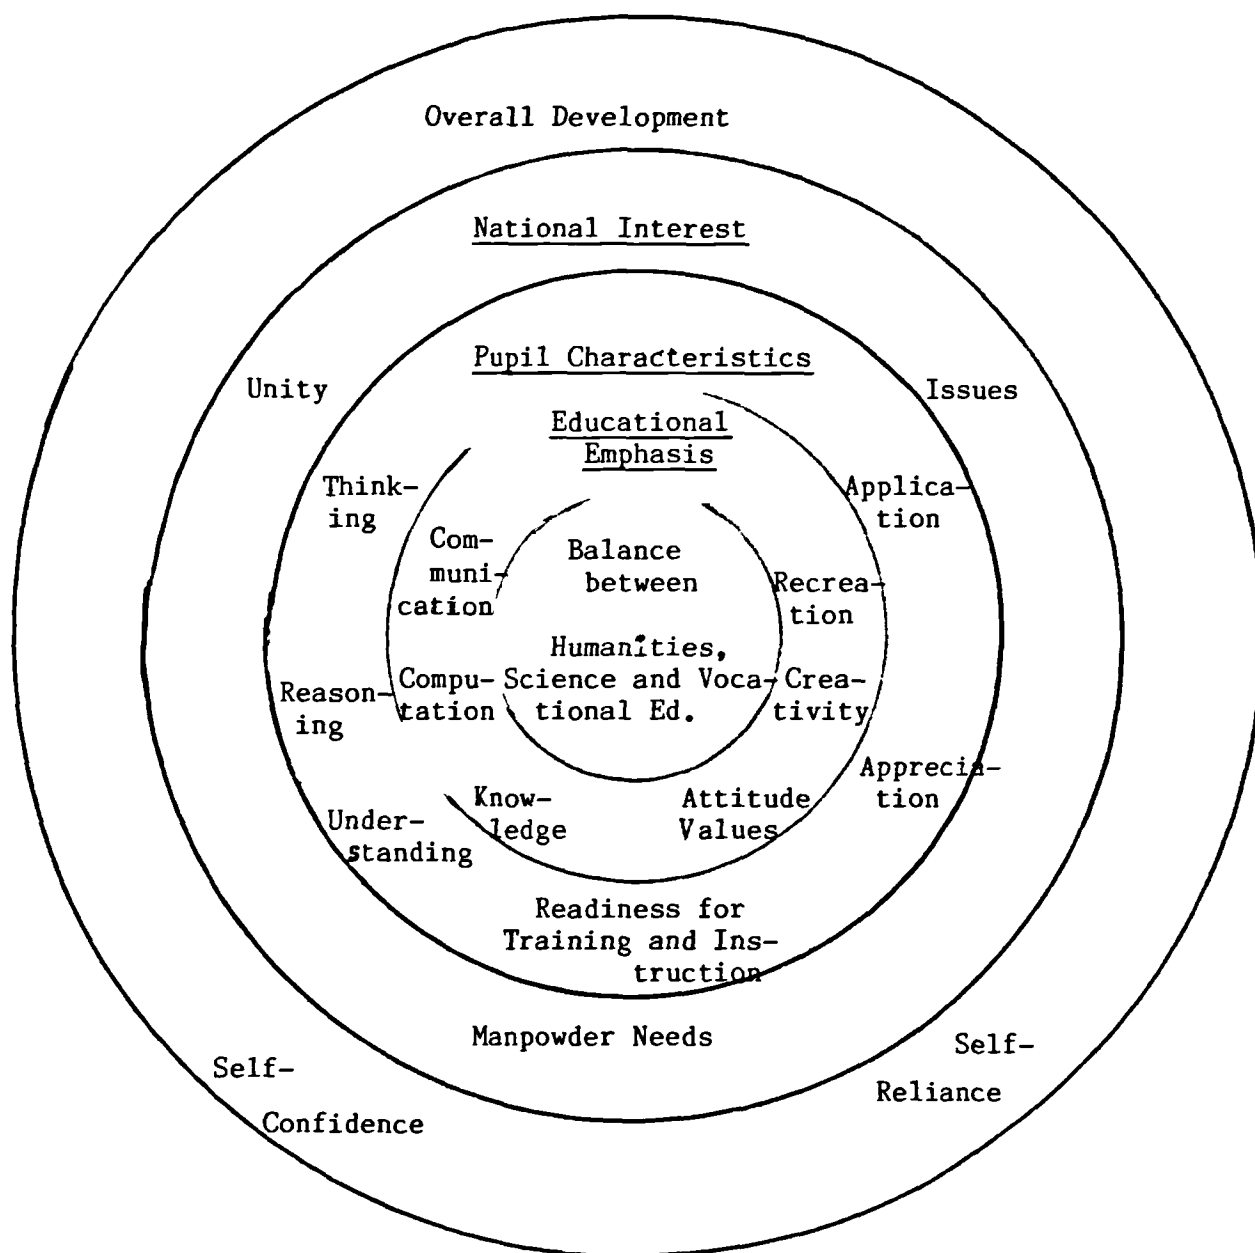 Overall Development
National Interest
Pupil Characteristics
Unity
Issues
Educational
Emphasis
Think-
ing
Applica-
tion
Com-
muni-
cation
Balance
between
Recrea-
tion
Humanities,
Science and Voca-
tional Ed.
Reason-
ing
Compu-
tation
Crea-
tivity
Apprecia-
tion
Know-
ledge
Attitude
Values
Under-
standing
Readiness for
Training and Ins-
truction
Manpowder Needs
Self-
Confidence
Self-
Reliance